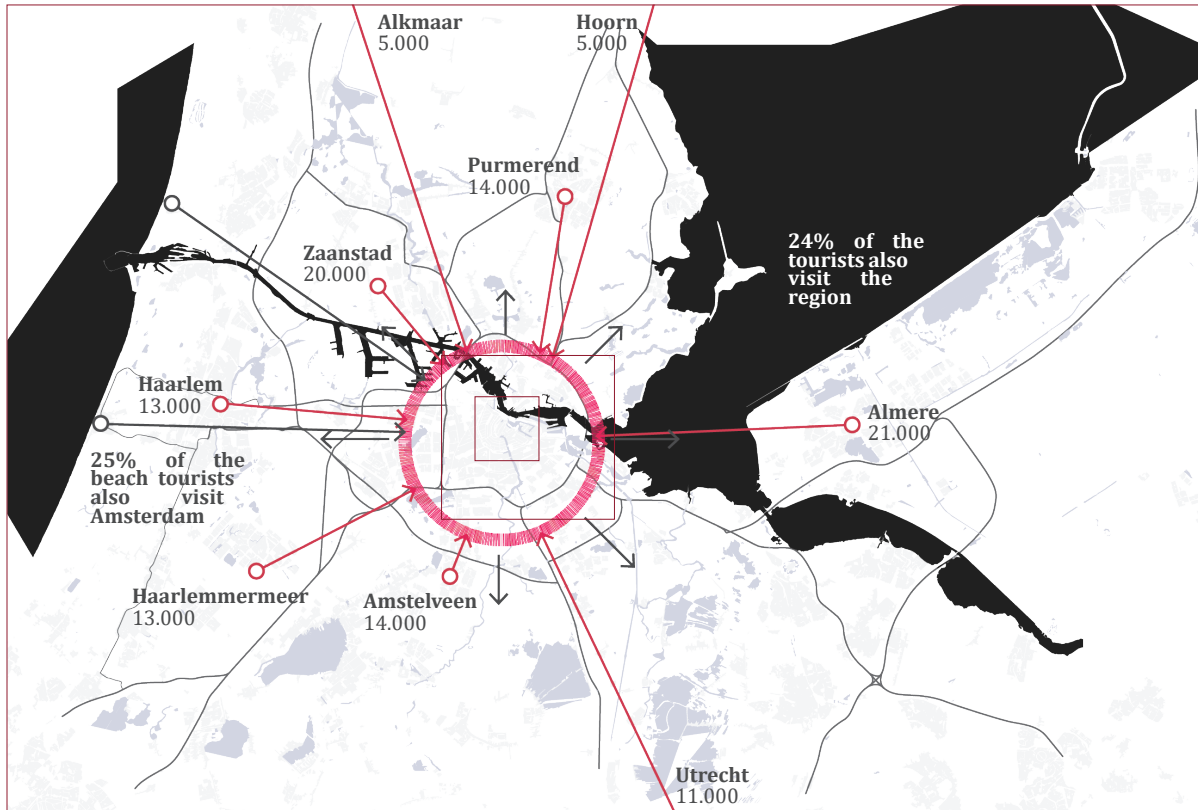 Alkmaar
5.000
Hoorn
5.000
Purmerend
14.000
Zaanstad
20.000
24% of the
tourists also
visit the
region
Haarlem
13.000
Almere
21.000
25% of the
beach tourists
also visit
Amsterdam
Haarlemmermeer
13.000
Amstelveen
14.000
Utrecht
11.000